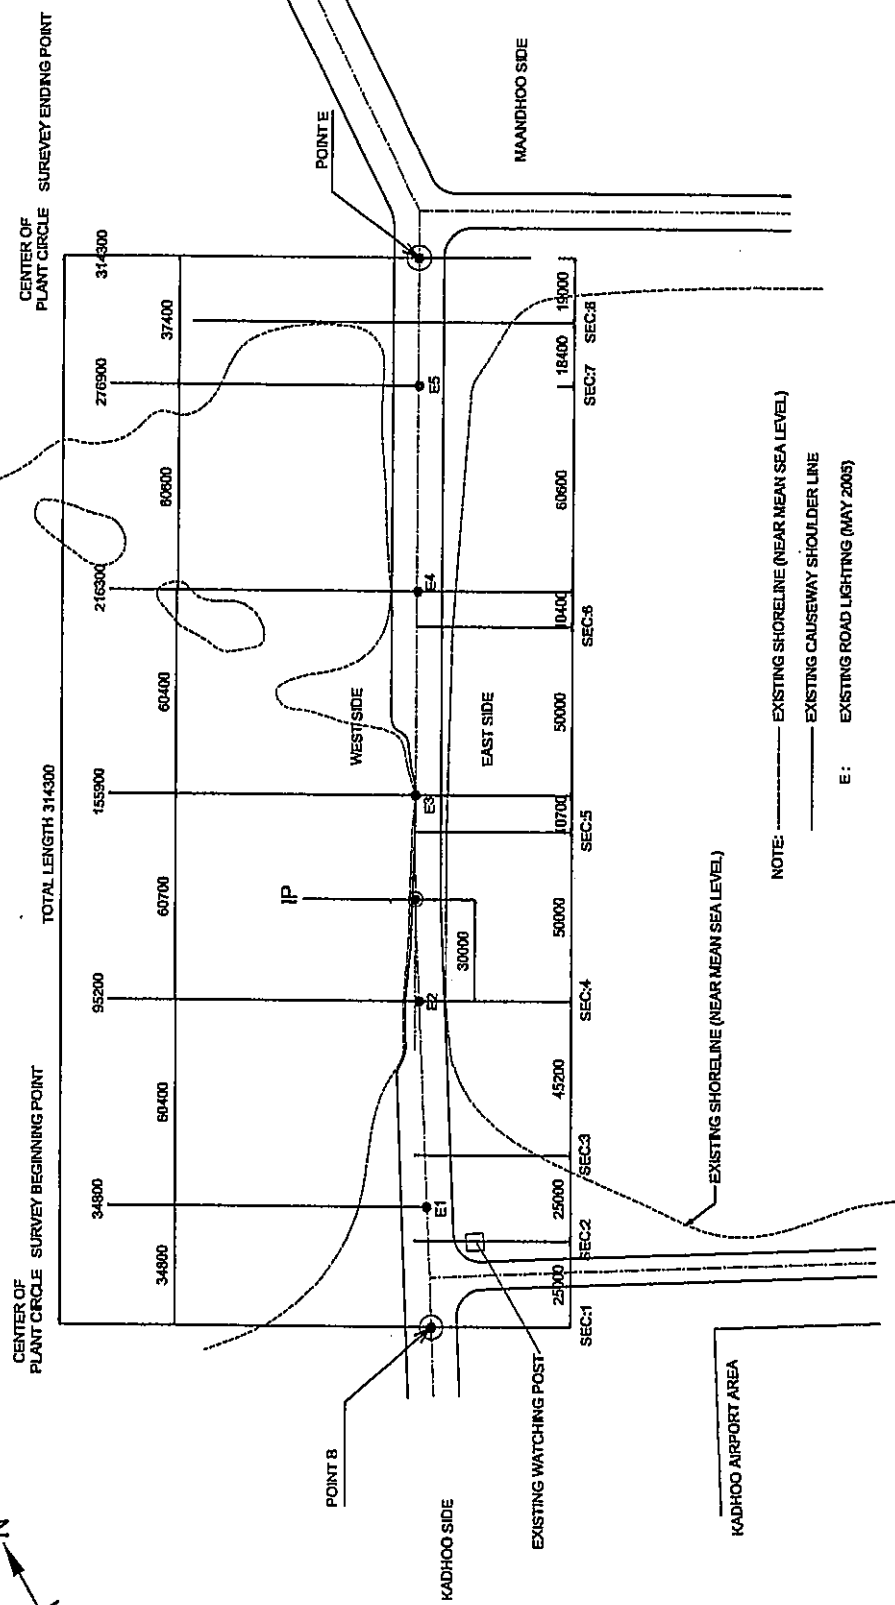 CENTER OF
PLANT CIRCLE SURVEY BEGINNING POINT
TOTAL LENGTH 314300
CENTER OF
PLANT CIRCLE SUREVEY ENDING POINT
34800
95200
155900
216300
276900
314300
34800
60400
60700
60400
60600
37400
N
IP
POINT B
POINT E
WEST SIDE
E1
E2
E3
E4
E5
KADHOO SIDE
30000
EAST SIDE
MAANDHOO SIDE
EXISTING WATCHING POST
25000
25000
45200
50000
10700
50000
10400
60600
18400
19000
SEC:1
SEC:2
SEC:3
SEC:4
SEC:5
SEC:6
SEC:7
SEC:8
KADHOO AIRPORT AREA
EXISTING SHORELINE (NEAR MEAN SEA LEVEL)
NOTE: EXISTING SHORELINE (NEAR MEAN SEA LEVEL)
EXISTING CAUSEWAY SHOULDER LINE
E : EXISTING ROAD LIGHTING (MAY 2005)